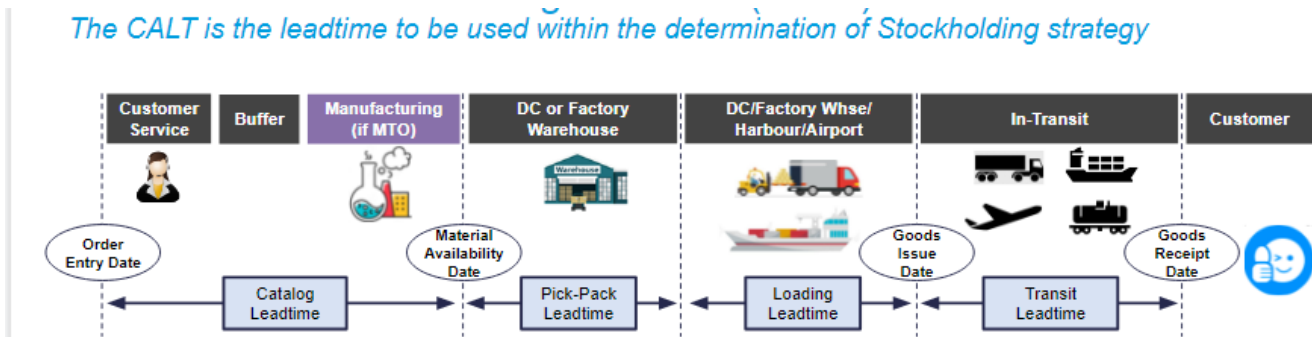 The CALT is the leadtime to be used within the determination of Stockholding strategy
Customer Service
Buffer
Manufacturing (if MTO)
DC or Factory Warehouse
DC/Factory Whse/ Harbour/Airport
In-Transit
Customer
Warehouse
Order Entry Date
Material Availability Date
Goods Issue Date
Goods Receipt Date
Catalog Leadtime
Pick-Pack Leadtime
Loading Leadtime
Transit Leadtime